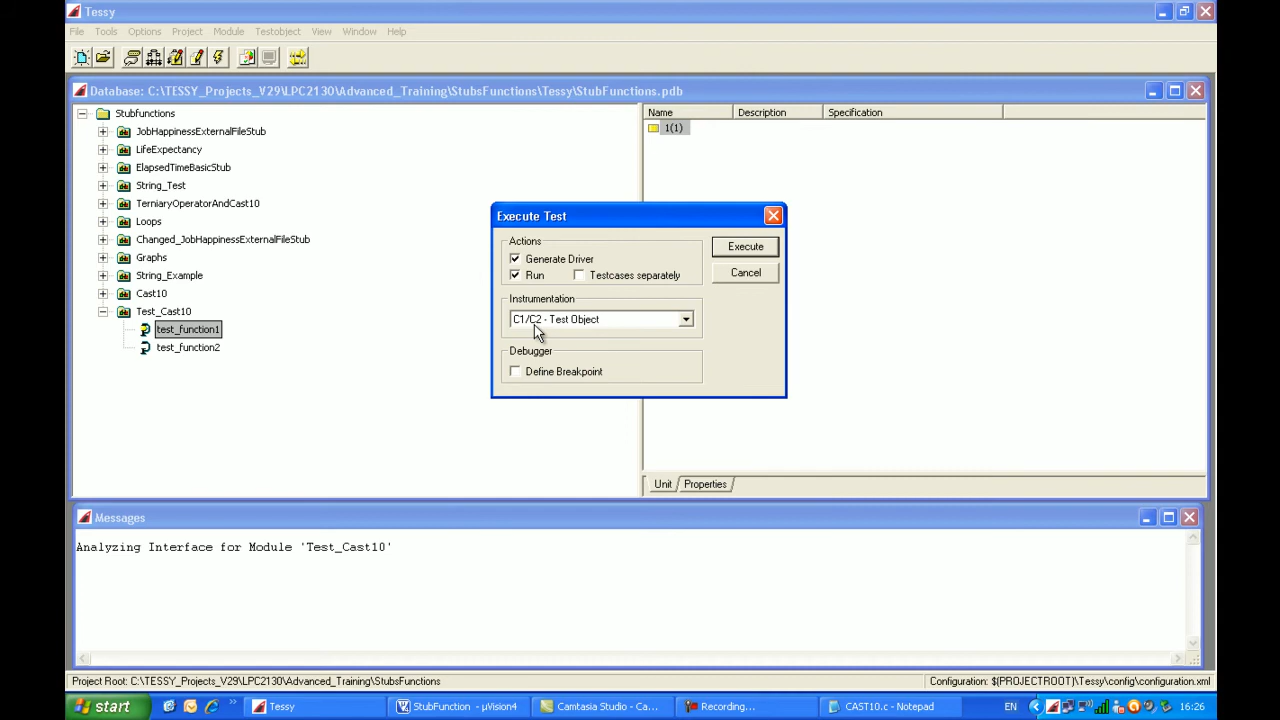 Tessy
File Tools Options Project Module Testobject View Window Help
Database: C:\TESSY_Projects_V29\LPC2130\Advanced_Training\StubsFunctions\Tessy\StubFunctions.pdb
Stubfunctions
JobHappinessExternalFileStub
LifeExpectancy
ElapsedTimeBasicStub
String_Test
TerniaryOperatorAndCast10
Loops
Changed_JobHappinessExternalFileStub
Graphs
String_Example
Cast10
Test_Cast10
test_function1
test_function2
Name Description Specification
1(1)
Unit Properties
Execute Test
Actions
Generate Driver
Run Testcases separately
Instrumentation
C1/C2 - Test Object
Debugger
Define Breakpoint
Execute
Cancel
Messages
Analyzing Interface for Module 'Test_Cast10'
Project Root: C:\TESSY_Projects_V29\LPC2130\Advanced_Training\StubsFunctions Configuration: $(PROJECTROOT)\Tessy\config\configuration.xml
start Tessy StubFunction - µVision4 Camtasia Studio - Ca... Recording... CAST10.c - Notepad EN 16:26